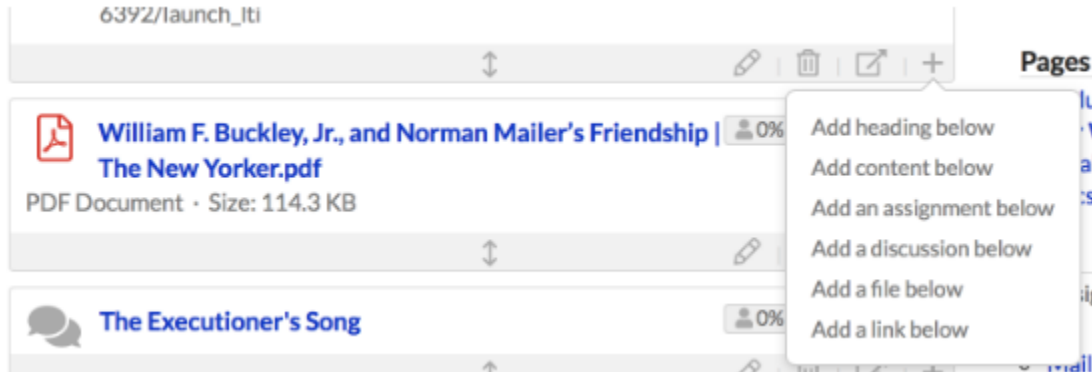 6392/launch_lti
Pages
William F. Buckley, Jr., and Norman Mailer's Friendship |
The New Yorker.pdf
0%
PDF Document · Size: 114.3 KB
The Executioner's Song
0%
Add heading below
Add content below
Add an assignment below
Add a discussion below
Add a file below
Add a link below